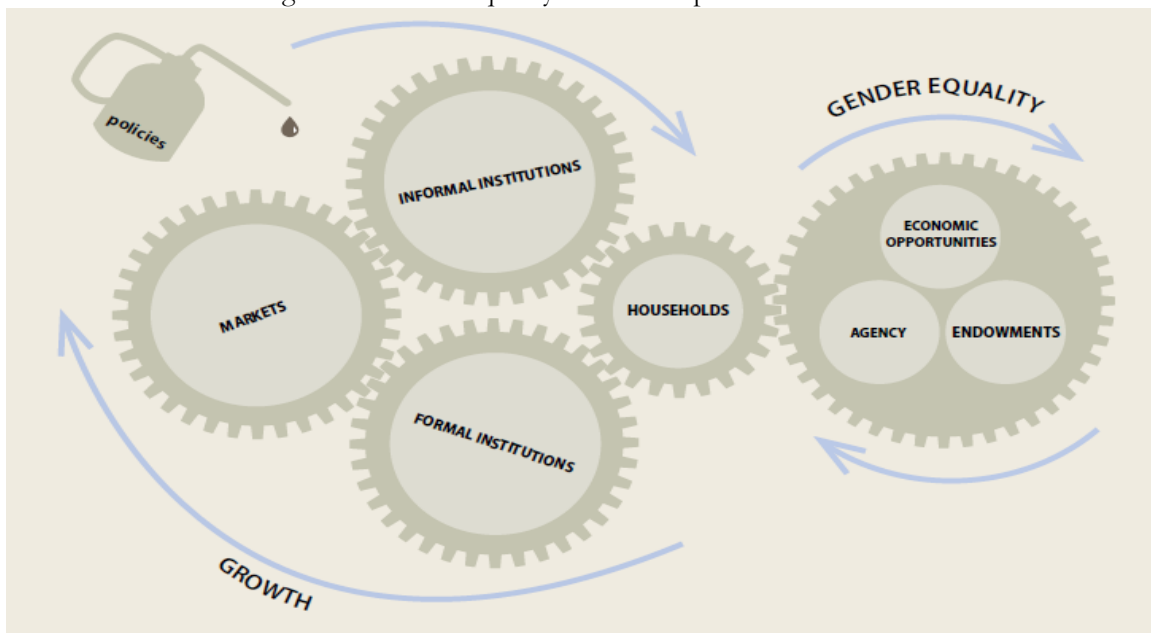 policies
INFORMAL INSTITUTIONS
MARKETS
FORMAL INSTITUTIONS
HOUSEHOLDS
GENDER EQUALITY
ECONOMIC
OPPORTUNITIES
AGENCY
ENDOWMENTS
GROWTH